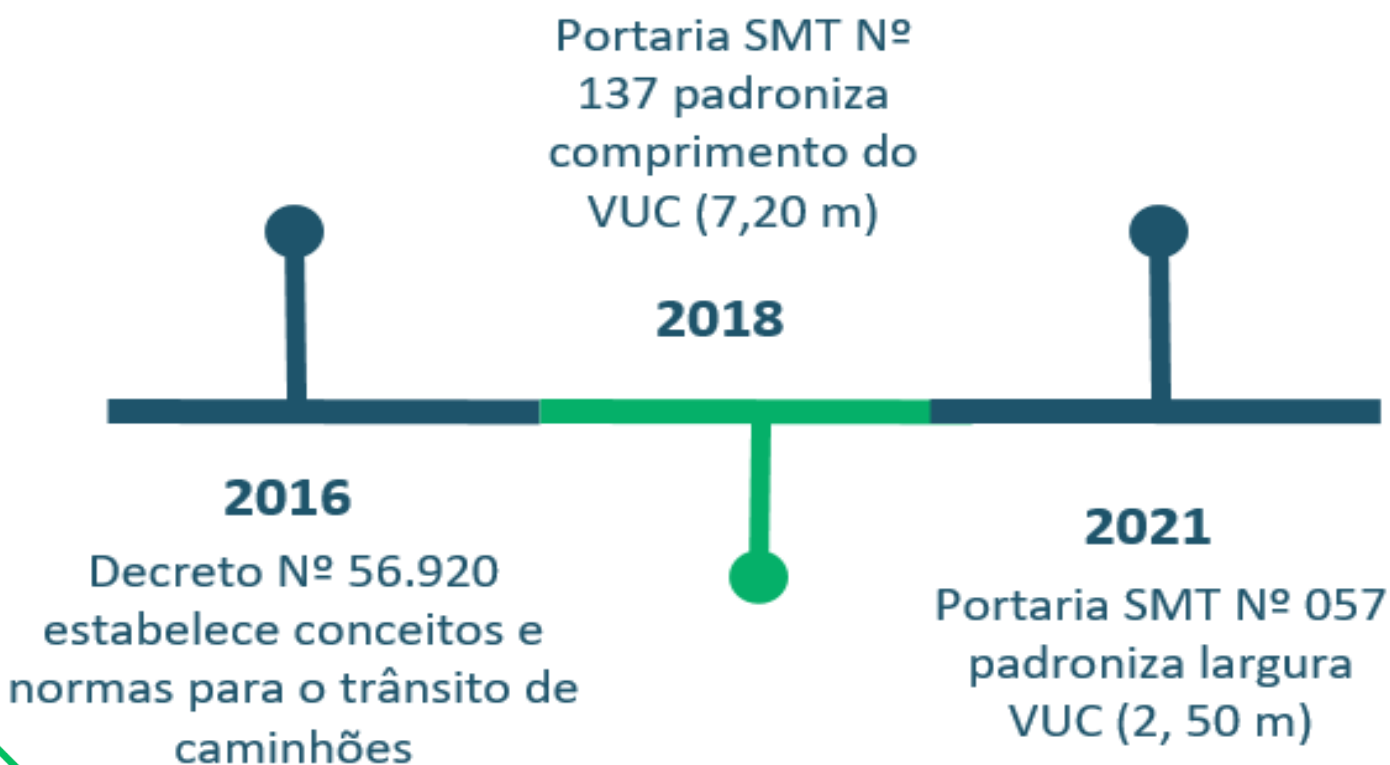 Portaria SMT Nº
137 padroniza
comprimento do
VUC (7,20 m)
2018
2016
Decreto Nº 56.920
estabelece conceitos e
normas para o trânsito de
caminhões
2021
Portaria SMT Nº 057
padroniza largura
VUC (2, 50 m)